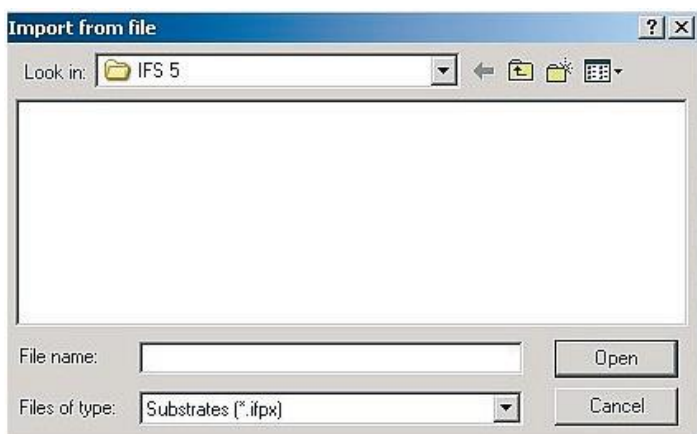 Import from file
Look in: IFS 5
File name:
Open
Files of type: Substrates (*.ifpx)
Cancel